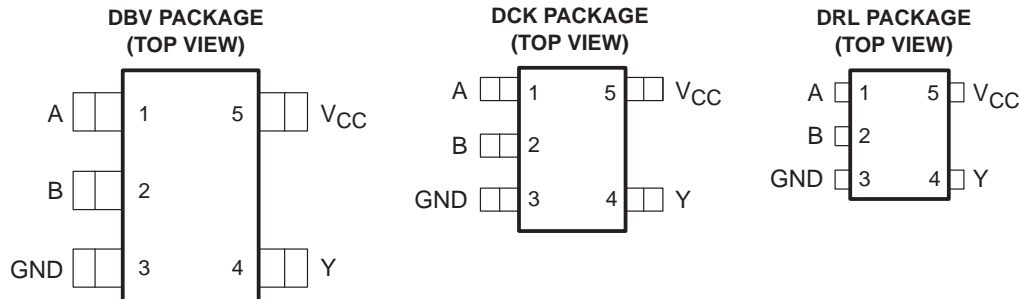 DBV PACKAGE
(TOP VIEW)
A 1 5 VCC
B 2
GND 3 4 Y
DCK PACKAGE
(TOP VIEW)
A 1 5 VCC
B 2
GND 3 4 Y
DRL PACKAGE
(TOP VIEW)
A 1 5 VCC
B 2
GND 3 4 Y